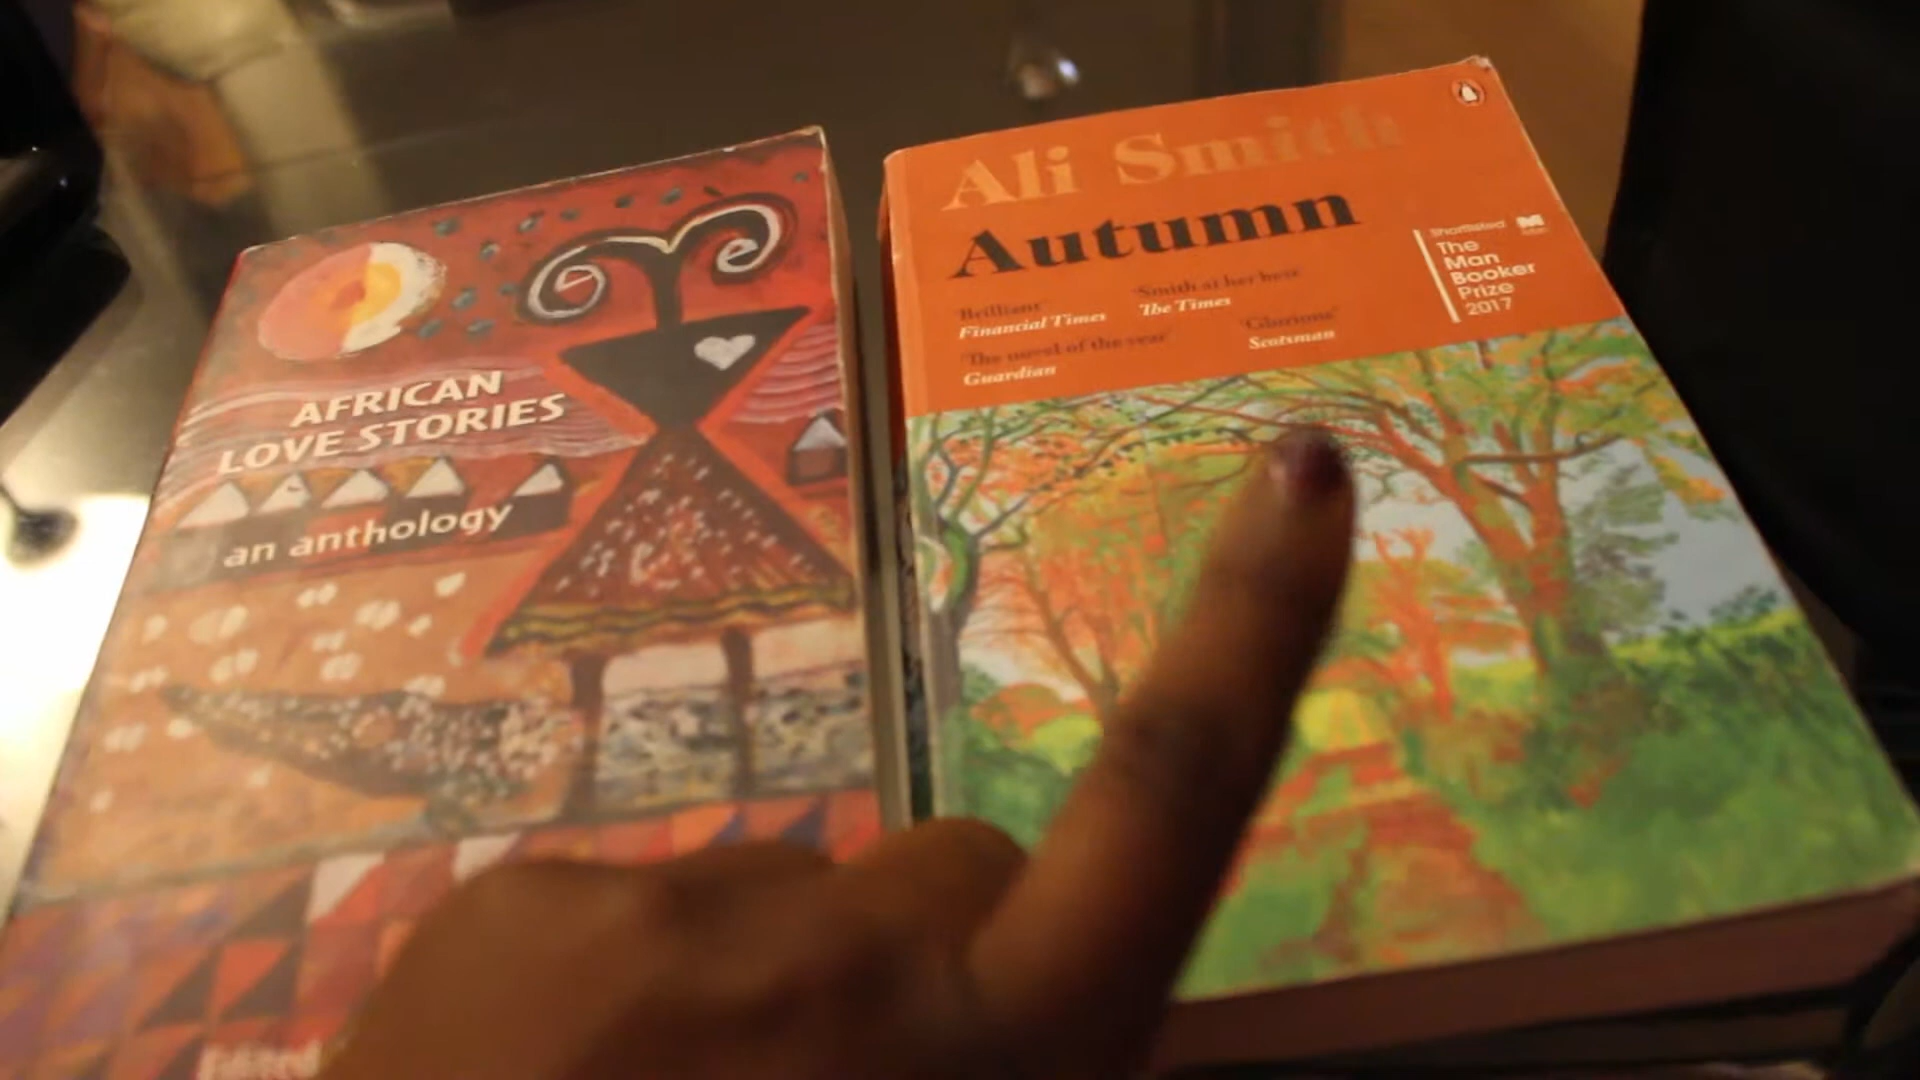 AFRICAN
LOVE STORIES
an anthology
Edited
Ali Smith
Autumn
'Brilliant'
Financial Times
'Smith at her best'
The Times
'The novel of the year'
Guardian
'Glorious'
Scotsman
Shortlisted
The
Man
Booker
Prize
2017